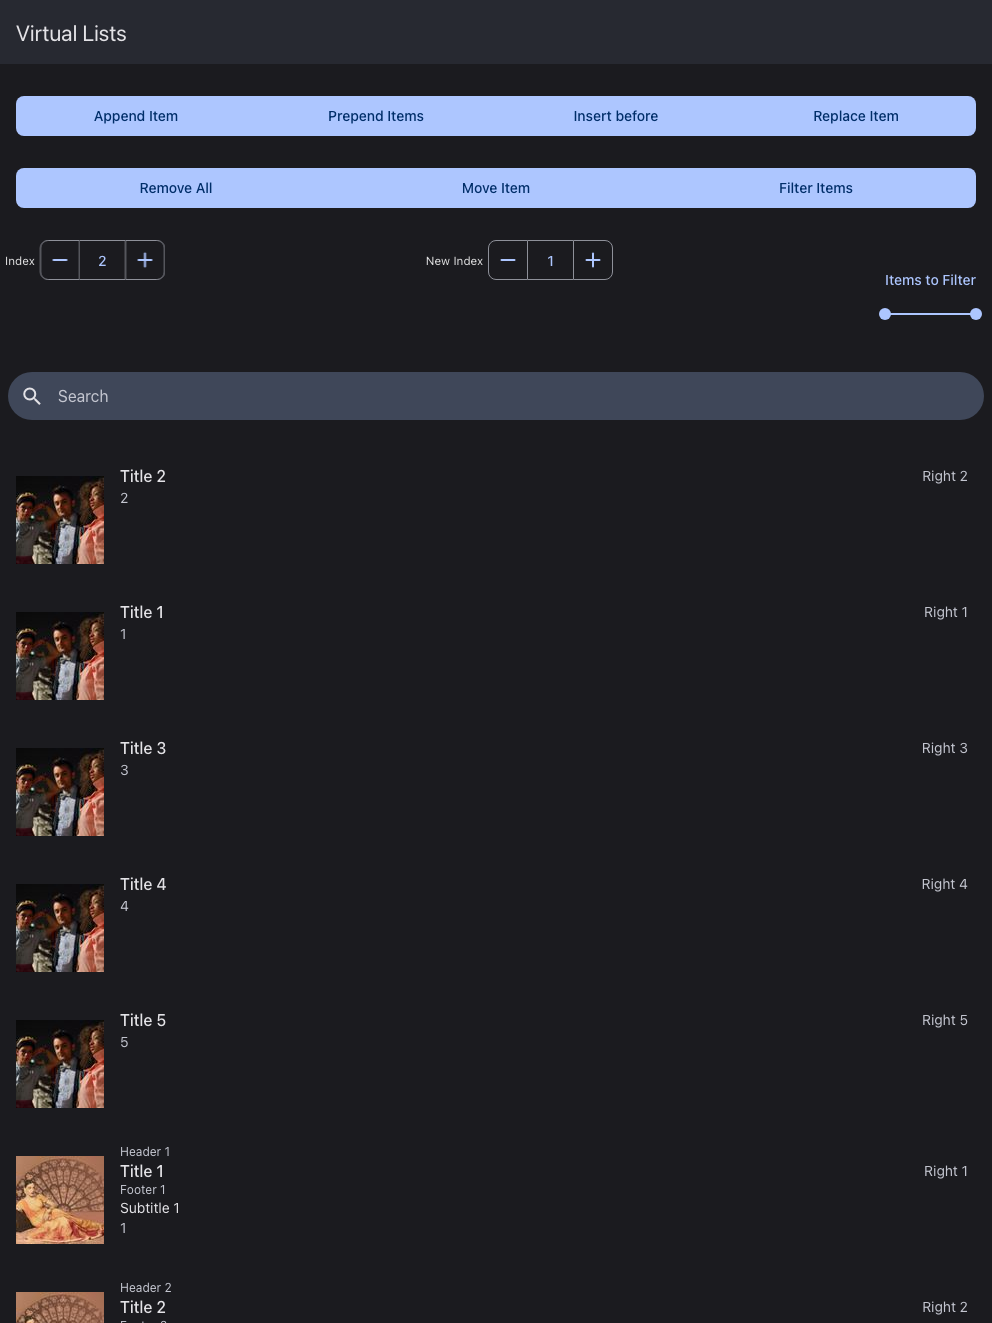 Virtual Lists
Append Item Prepend Items Insert before Replace Item
Remove All Move Item Filter Items
Index 2 New Index 1
Items to Filter
Search
Title 2 Right 2
2
Title 1 Right 1
1
Title 3 Right 3
3
Title 4 Right 4
4
Title 5 Right 5
5
Header 1
Title 1 Right 1
Footer 1
Subtitle 1
1
Header 2
Title 2 Right 2